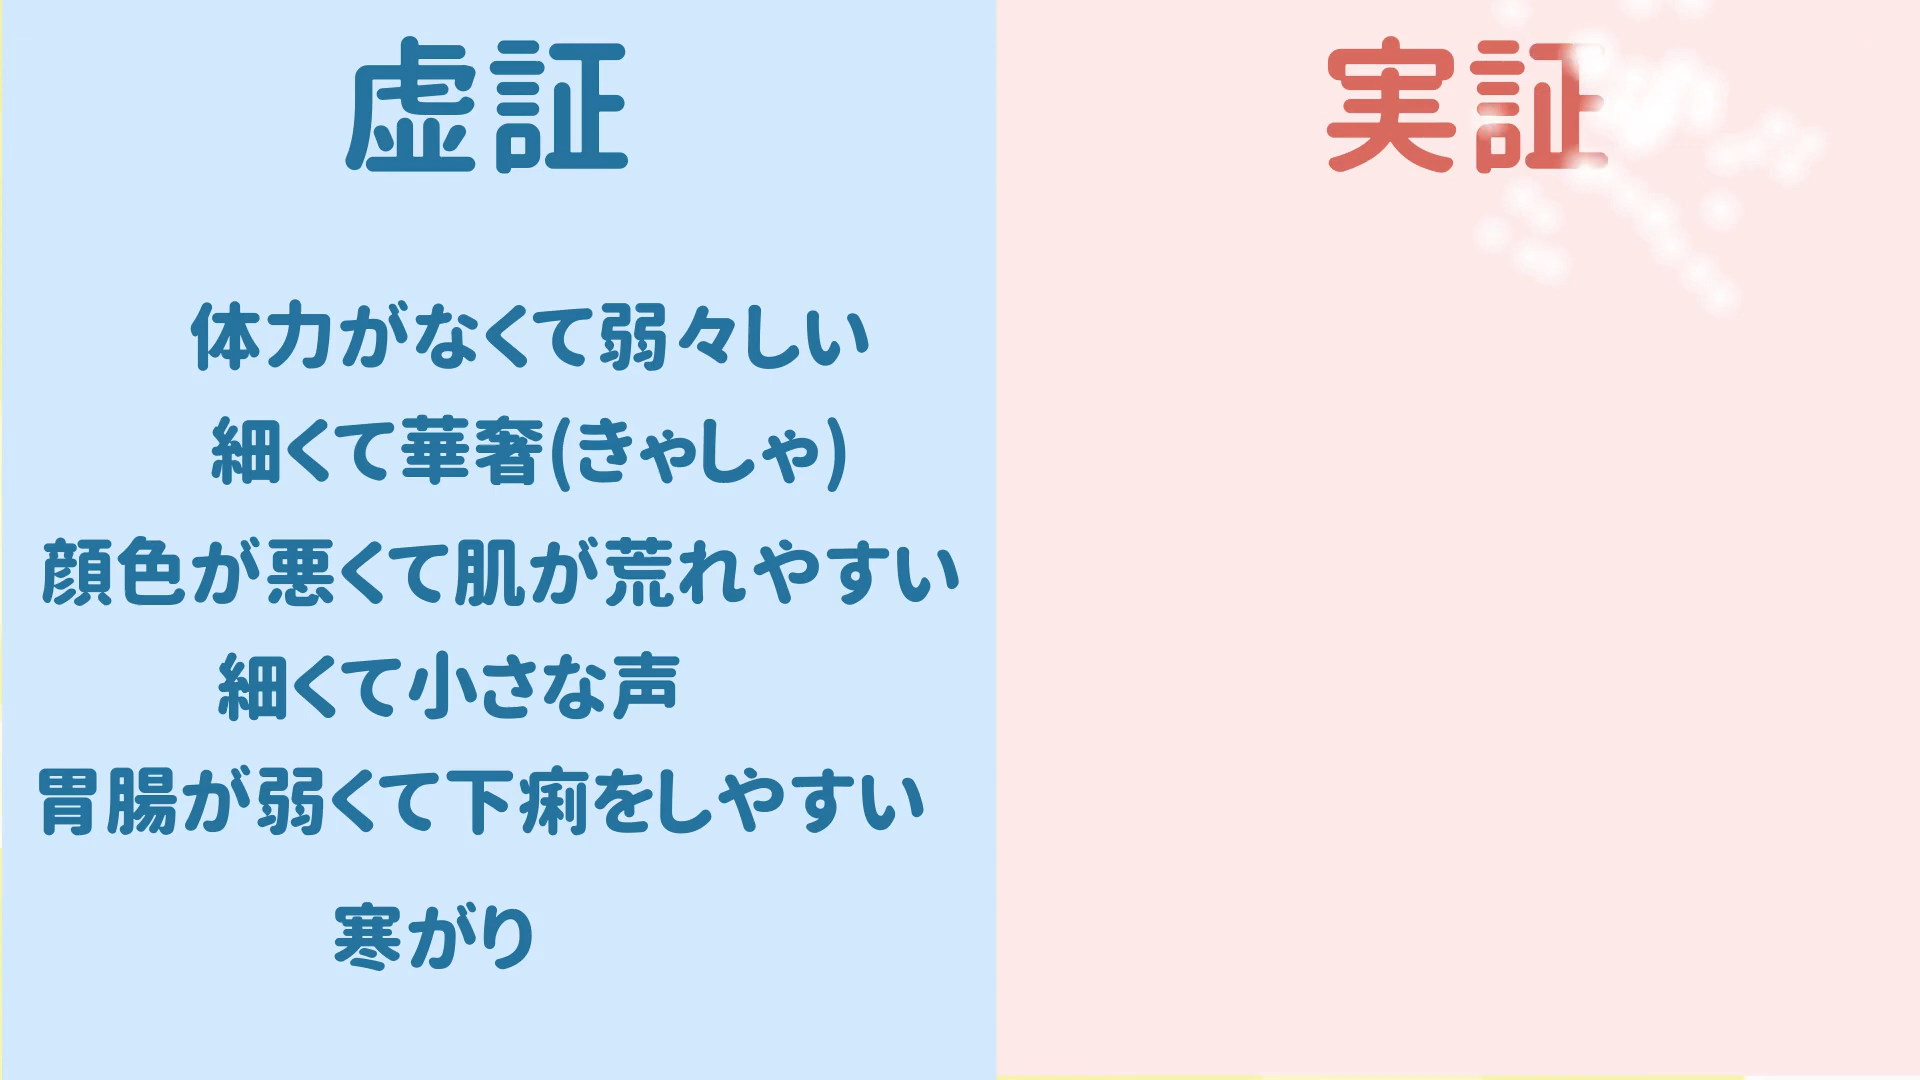 虚証
体力がなくて弱々しい
細くて華奢(きゃしゃ)
顔色が悪くて肌が荒れやすい
細くて小さな声
胃腸が弱くて下痢をしやすい
寒がり
実証